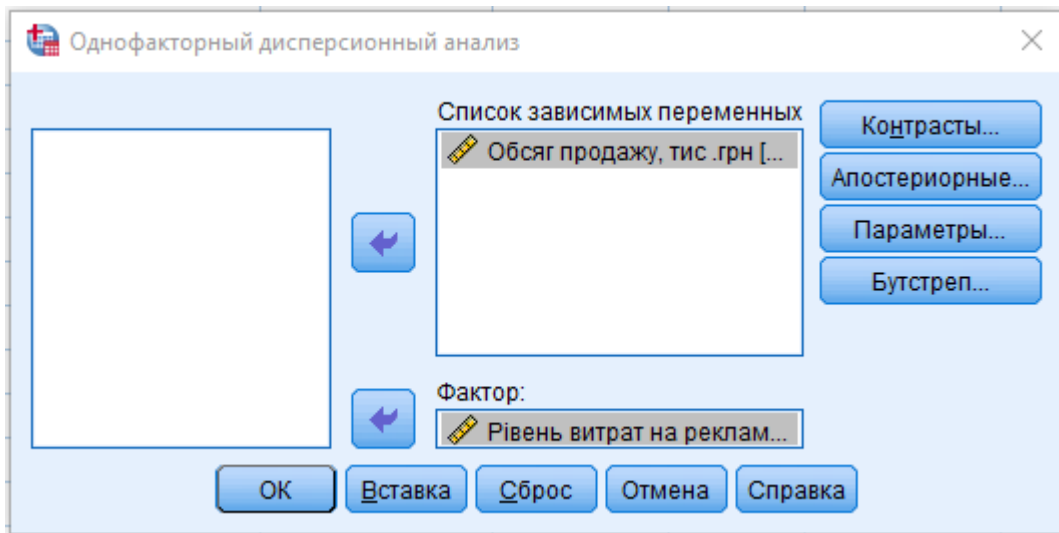 Однофакторный дисперсионный анализ
Список зависимых переменных
Обсяг продажу, тис .грн [...
Контрасты...
Апостериорные...
Параметры...
Бутстреп...
Фактор:
Рівень витрат на реклам...
ОК
Вставка
Сброс
Отмена
Справка